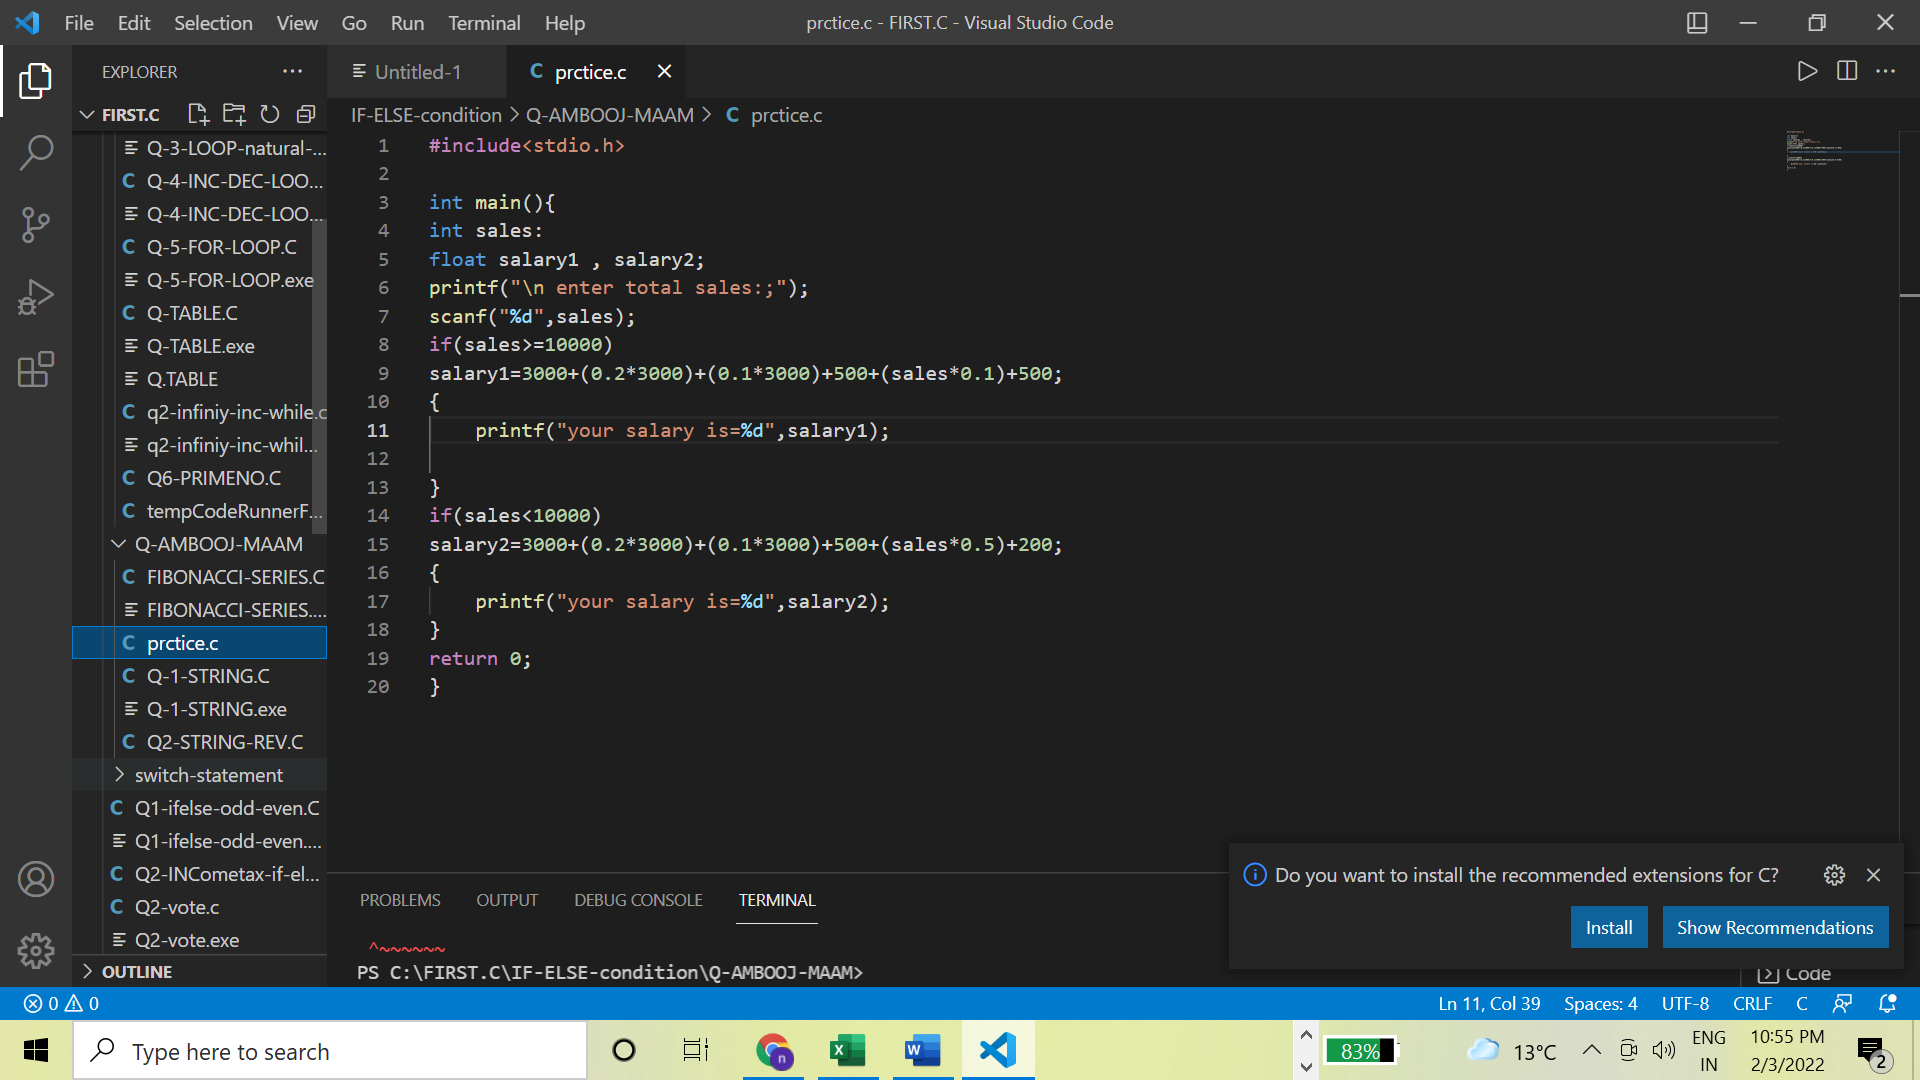 File Edit Selection View Go Run Terminal Help
prctice.c - FIRST.C - Visual Studio Code
EXPLORER
Untitled-1
C prctice.c
FIRST.C
IF-ELSE-condition > Q-AMBOOJ-MAAM > C prctice.c
Q-3-LOOP-natural-...
C Q-4-INC-DEC-LOO...
Q-4-INC-DEC-LOO...
C Q-5-FOR-LOOP.C
Q-5-FOR-LOOP.exe
C Q-TABLE.C
Q-TABLE.exe
Q.TABLE
C q2-infiniy-inc-while.c
q2-infiniy-inc-whil...
C Q6-PRIMENO.C
C tempCodeRunnerF...
Q-AMBOOJ-MAAM
C FIBONACCI-SERIES.C
FIBONACCI-SERIES....
C prctice.c
C Q-1-STRING.C
Q-1-STRING.exe
C Q2-STRING-REV.C
switch-statement
C Q1-ifelse-odd-even.C
Q1-ifelse-odd-even....
C Q2-INCometax-if-el...
C Q2-vote.c
Q2-vote.exe
OUTLINE
1 #include<stdio.h>
2
3 int main(){
4 int sales:
5 float salary1 , salary2;
6 printf("\n enter total sales:;");
7 scanf("%d",sales);
8 if(sales>=10000)
9 salary1=3000+(0.2*3000)+(0.1*3000)+500+(sales*0.1)+500;
10 {
11 printf("your salary is=%d",salary1);
12
13 }
14 if(sales<10000)
15 salary2=3000+(0.2*3000)+(0.1*3000)+500+(sales*0.5)+200;
16 {
17 printf("your salary is=%d",salary2);
18 }
19 return 0;
20 }
PROBLEMS OUTPUT DEBUG CONSOLE TERMINAL
^~~~~~~
PS C:\FIRST.C\IF-ELSE-condition\Q-AMBOOJ-MAAM>
Do you want to install the recommended extensions for C?
Install
Show Recommendations
Code
0 0
Ln 11, Col 39 Spaces: 4 UTF-8 CRLF C
Type here to search
n
X
W
83%
13°C
ENG
IN
10:55 PM
2/3/2022
2